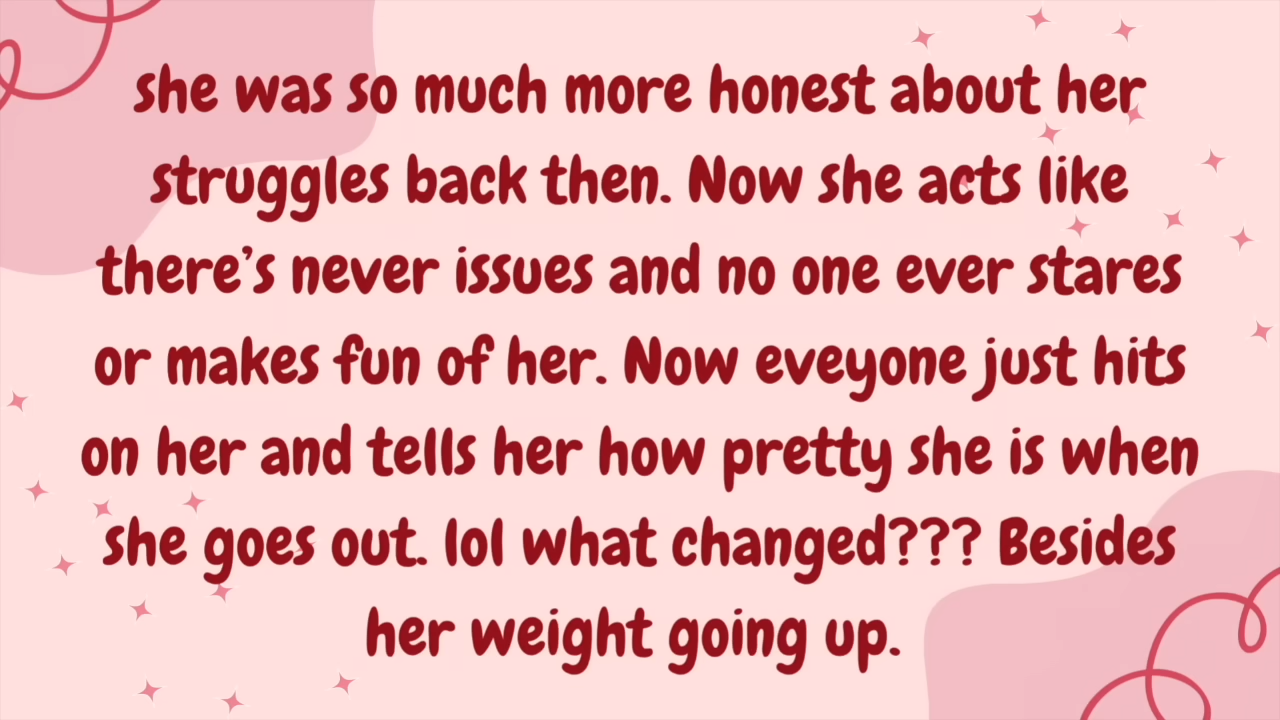 she was so much more honest about her
struggles back then. Now she acts like
there's never issues and no one ever stares
or makes fun of her. Now eveyone just hits
on her and tells her how pretty she is when
she goes out. lol what changed??? Besides
her weight going up.